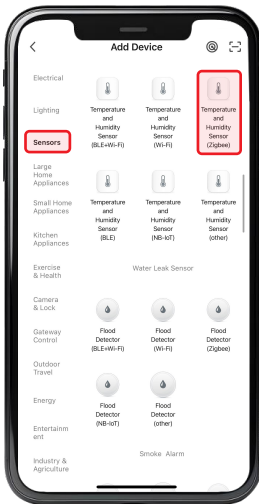 Add Device
Electrical
Lighting
Sensors
Large
Home
Appliances
Small Home
Appliances
Kitchen
Appliances
Exercise
& Health
Camera
& Lock
Gateway
Control
Outdoor
Travel
Energy
Entertainm
ent
Industry &
Agriculture
Temperature
and
Humidity
Sensor
(BLE+Wi-Fi)
Temperature
and
Humidity
Sensor
(Wi-Fi)
Temperature
and
Humidity
Sensor
(Zigbee)
Temperature
and
Humidity
Sensor
(BLE)
Temperature
and
Humidity
Sensor
(NB-IoT)
Temperature
and
Humidity
Sensor
(other)
Water Leak Sensor
Flood
Detector
(BLE+Wi-Fi)
Flood
Detector
(Wi-Fi)
Flood
Detector
(Zigbee)
Flood
Detector
(NB-IoT)
Flood
Detector
(other)
Smoke Alarm